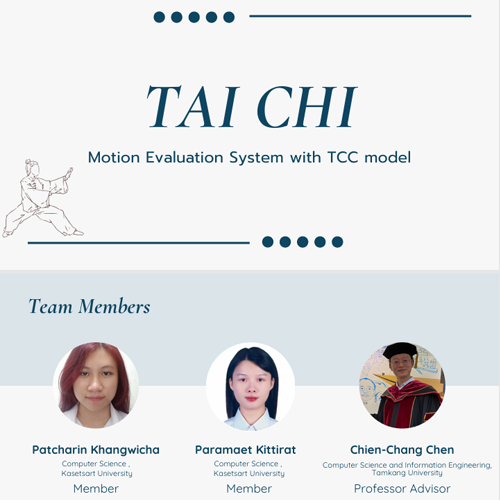 TAI CHI
Motion Evaluation System with TCC model
Team Members
Patcharin Khangwicha
Computer Science ,
Kasetsart University
Member
Paramaet Kittirat
Computer Science ,
Kasetsart University
Member
Chien-Chang Chen
Computer Science and Information Engineering,
Tamkang University
Professor Advisor